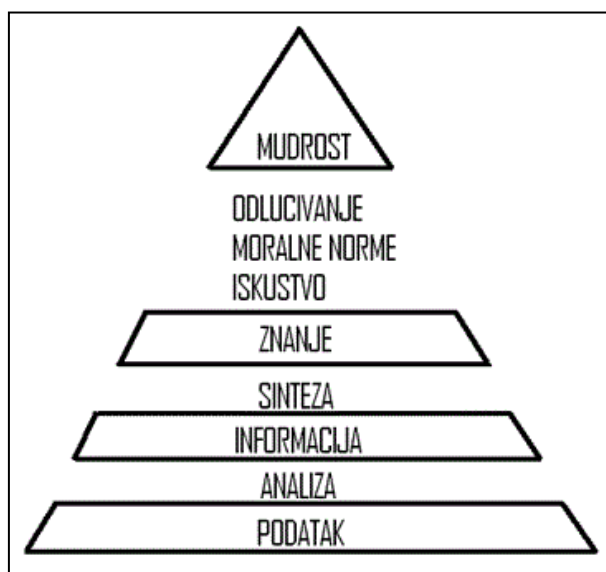 MUDROST
ODLUCIVANJE
MORALNE NORME
ISKUSTVO
ZNANJE
SINTEZA
INFORMACIJA
ANALIZA
PODATAK